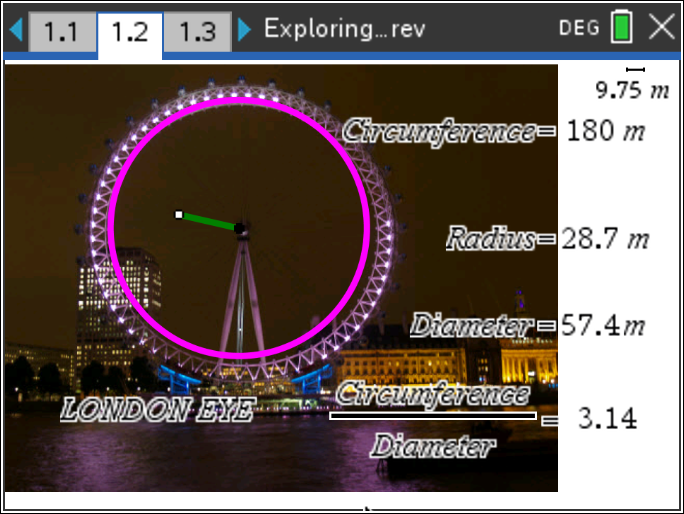 1.1 1.2 1.3 Exploring…rev DEG
9.75 m
Circumference= 180 m
Radius=28.7 m
Diameter=57.4m
LONDON EYE
Circumference
= 3.14
Diameter